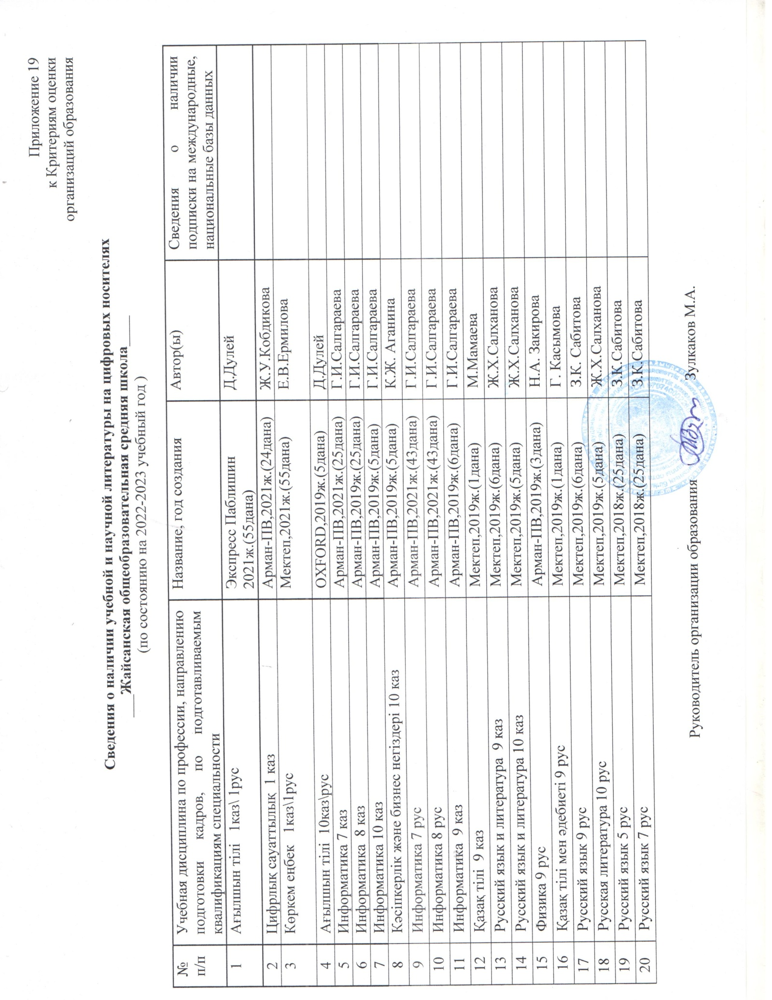 Приложение 19
к Критериям оценки
организаций образования
Сведения о наличии учебной и научной литературы на цифровых носителях
___Жайсанская общеобразовательная средняя школа____
(по состоянию на 2022-2023 учебный год )
№ п/п Учебная дисциплина по профессии, направлению подготовки кадров, по подготавливаемым квалификациям специальности Название, год создания Автор(ы) Сведения о наличии подписки на международные, национальные базы данных
1 Ағылшын тілі 1каз\ 1рус Экспресс Паблишин 2021ж.(55дана) Д.Дулей
2 Цифрлық сауаттылық 1 каз Арман-ПВ,2021ж.(24дана) Ж.У.Кобдикова
3 Көркем еңбек 1каз\1рус Мектеп,2021ж.(55дана) Е.В.Ермилова
4 Ағылшын тілі 10каз\рус OXFORD,2019ж.(5дана) Д.Дулей
5 Информатика 7 каз Арман-ПВ,2021ж.(25дана) Г.И.Салгараева
6 Информатика 8 каз Арман-ПВ,2019ж.(25дана) Г.И.Салгараева
7 Информатика 10 каз Арман-ПВ,2019ж.(5дана) Г.И.Салгараева
8 Кәсіпкерлік және бизнес негіздері 10 каз Арман-ПВ,2019ж.(5дана) К.Ж. Аганина
9 Информатика 7 рус Арман-ПВ,2021ж.(43дана) Г.И.Салгараева
10 Информатика 8 рус Арман-ПВ,2021ж.(43дана) Г.И.Салгараева
11 Информатика 9 каз Арман-ПВ,2019ж.(6дана) Г.И.Салгараева
12 Қазақ тілі 9 каз Мектеп,2019ж.(1дана) М.Мамаева
13 Русский язык и литература 9 каз Мектеп,2019ж.(6дана) Ж.Х.Салханова
14 Русский язык и литература 10 каз Мектеп,2019ж.(5дана) Ж.Х.Салханова
15 Физика 9 рус Арман-ПВ,2019ж.(3дана) Н.А. Закирова
16 Қазақ тілі мен әдебиеті 9 рус Мектеп,2019ж.(1дана) Г. Касымова
17 Русский язык 9 рус Мектеп,2019ж.(6дана) З.К. Сабитова
18 Русская литература 10 рус Мектеп,2019ж.(5дана) Ж.Х.Салханова
19 Русский язык 5 рус Мектеп,2018ж.(25дана) З.К.Сабитова
20 Русский язык 7 рус Мектеп,2018ж.(25дана) З.К.Сабитова
Руководитель организации образования Зулкаков М.А.